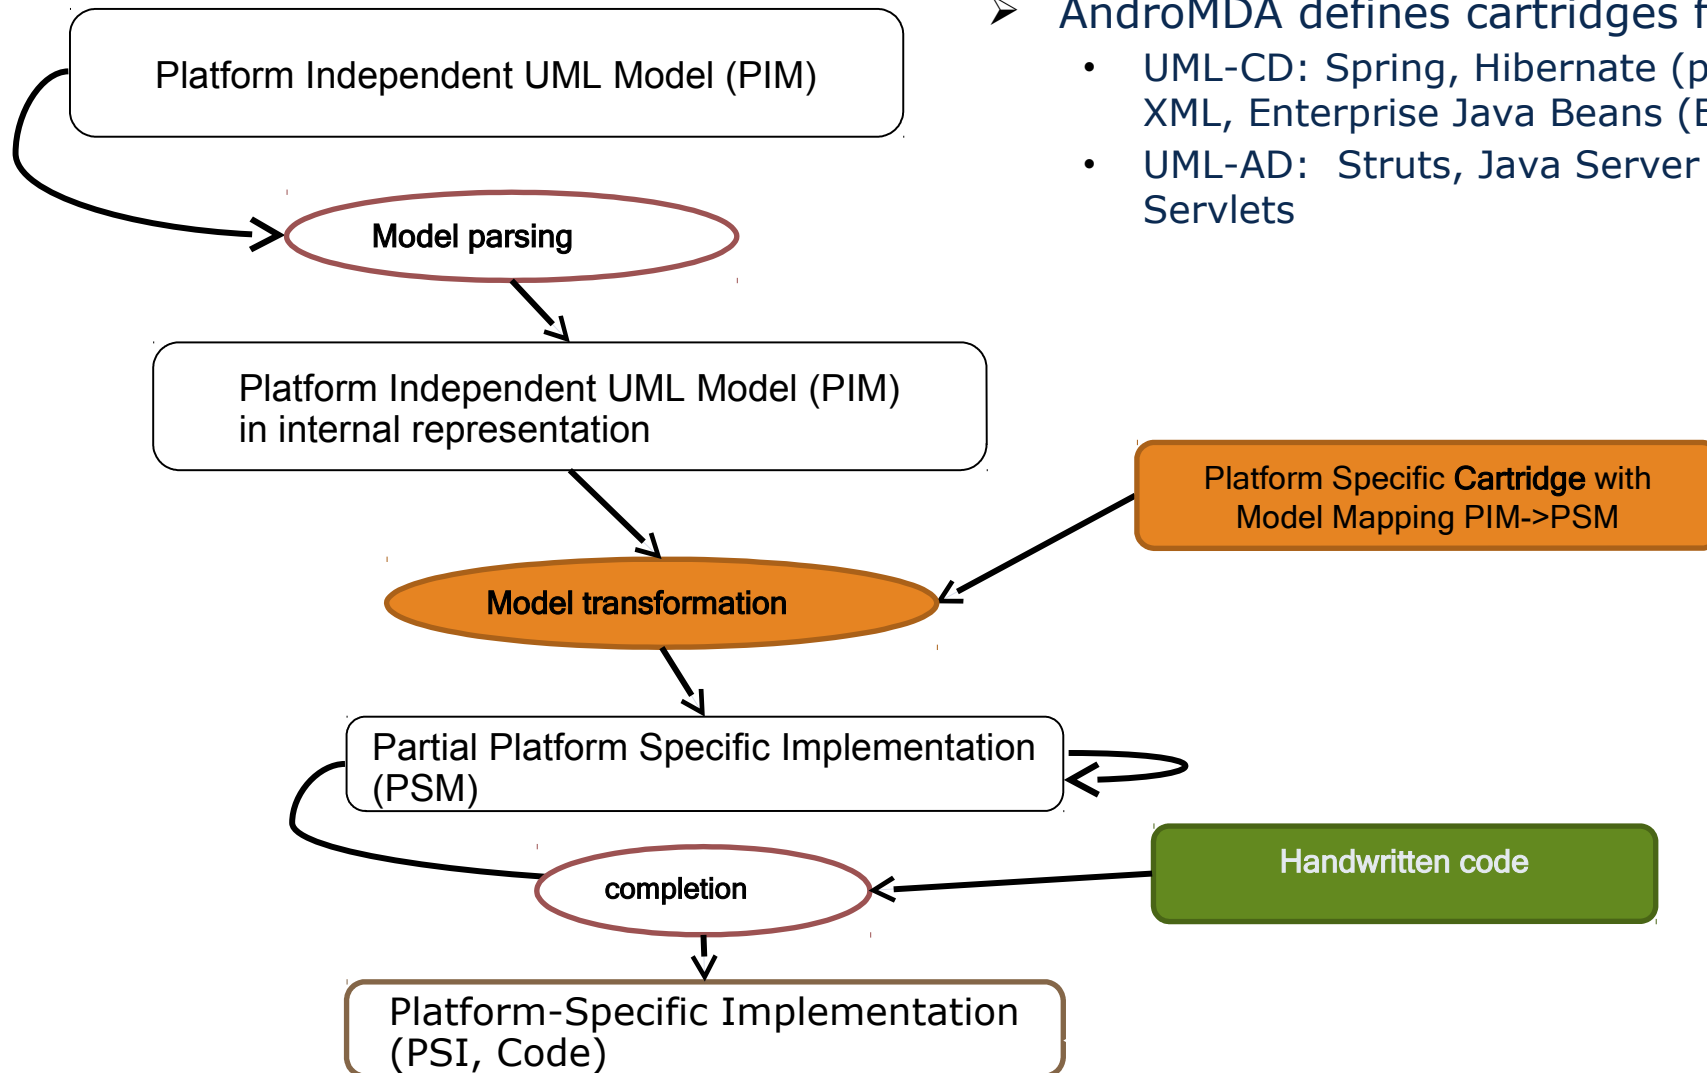 Platform Independent UML Model (PIM)
AndroMDA defines cartridges
• UML-CD: Spring, Hibernate
XML, Enterprise Java Beans
• UML-AD: Struts, Java Server
Servlets
Model parsing
Platform Independent UML Model (PIM)
in internal representation
Platform Specific Cartridge with
Model Mapping PIM->PSM
Model transformation
Partial Platform Specific Implementation
(PSM)
Handwritten code
completion
Platform-Specific Implementation
(PSI, Code)